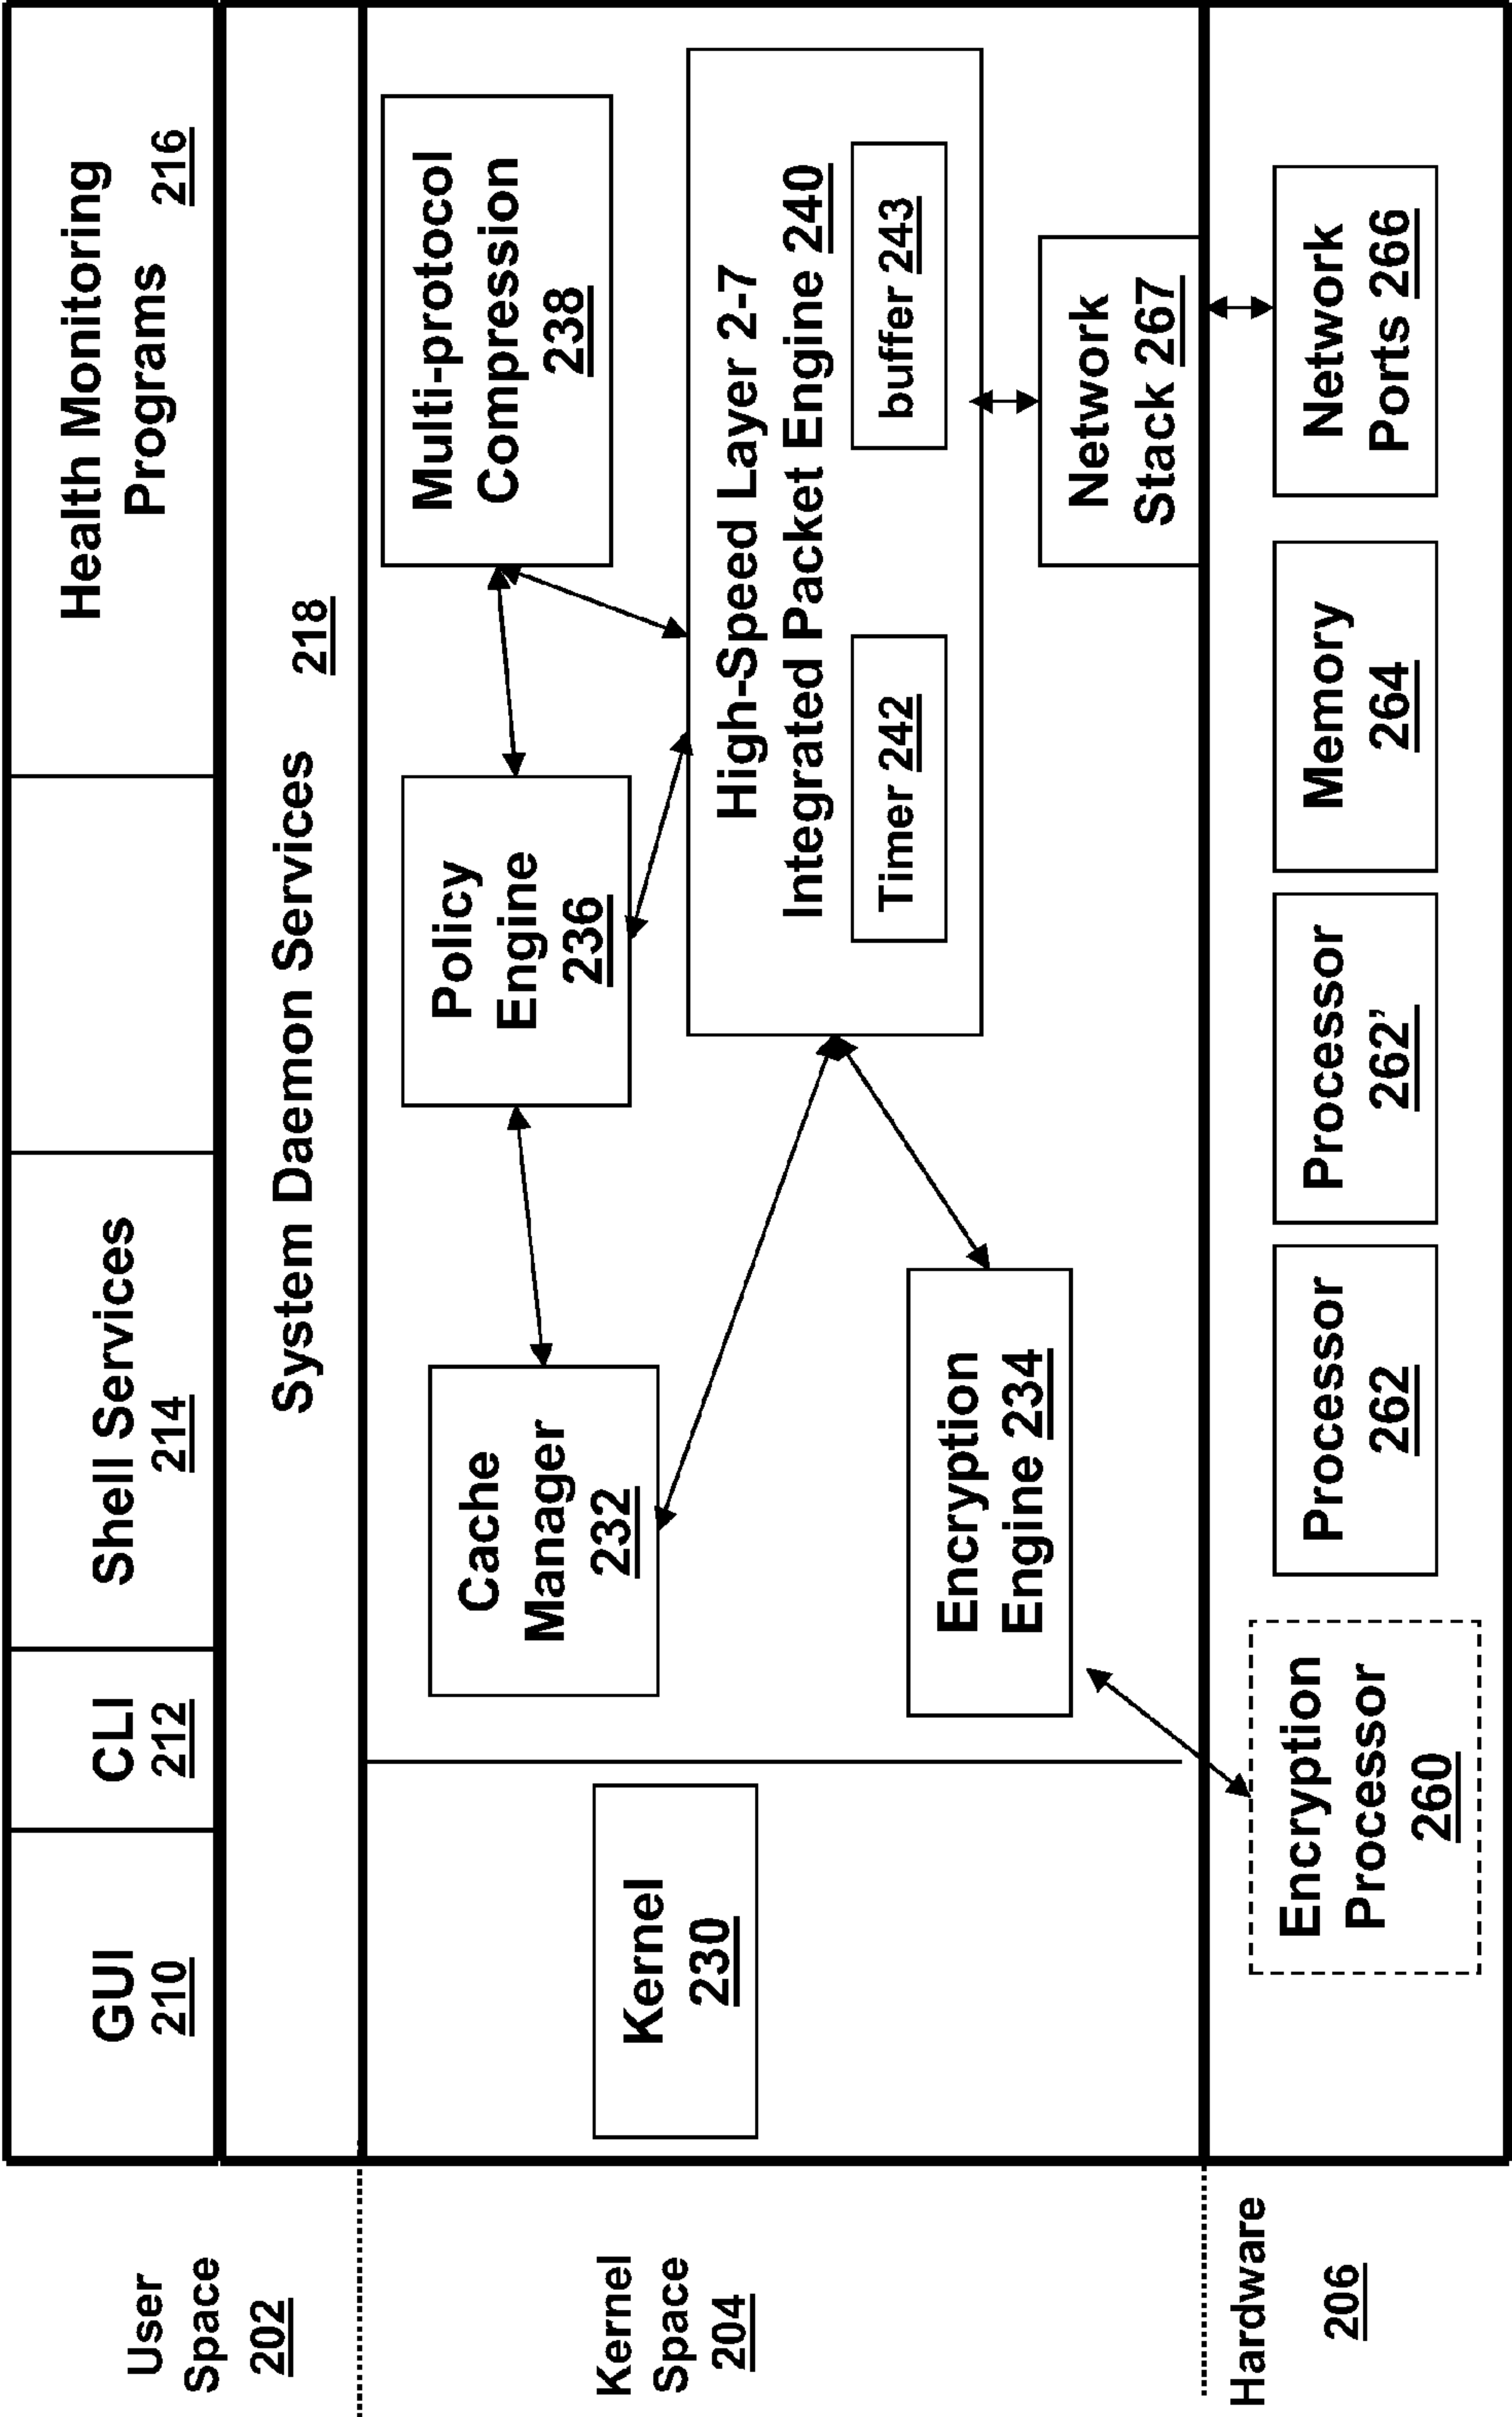 User
Space
202
GUI
210
CLI
212
Shell Services
214
Health Monitoring
Programs 216
System Daemon Services 218
Kernel
Space
204
Kernel
230
Cache
Manager
232
Policy
Engine
236
Multi-protocol
Compression
238
High-Speed Layer 2-7
Integrated Packet Engine 240
Timer 242
buffer 243
Encryption
Engine 234
Network
Stack 267
Hardware
206
Encryption
Processor
260
Processor
262
Processor
262’
Memory
264
Network
Ports 266